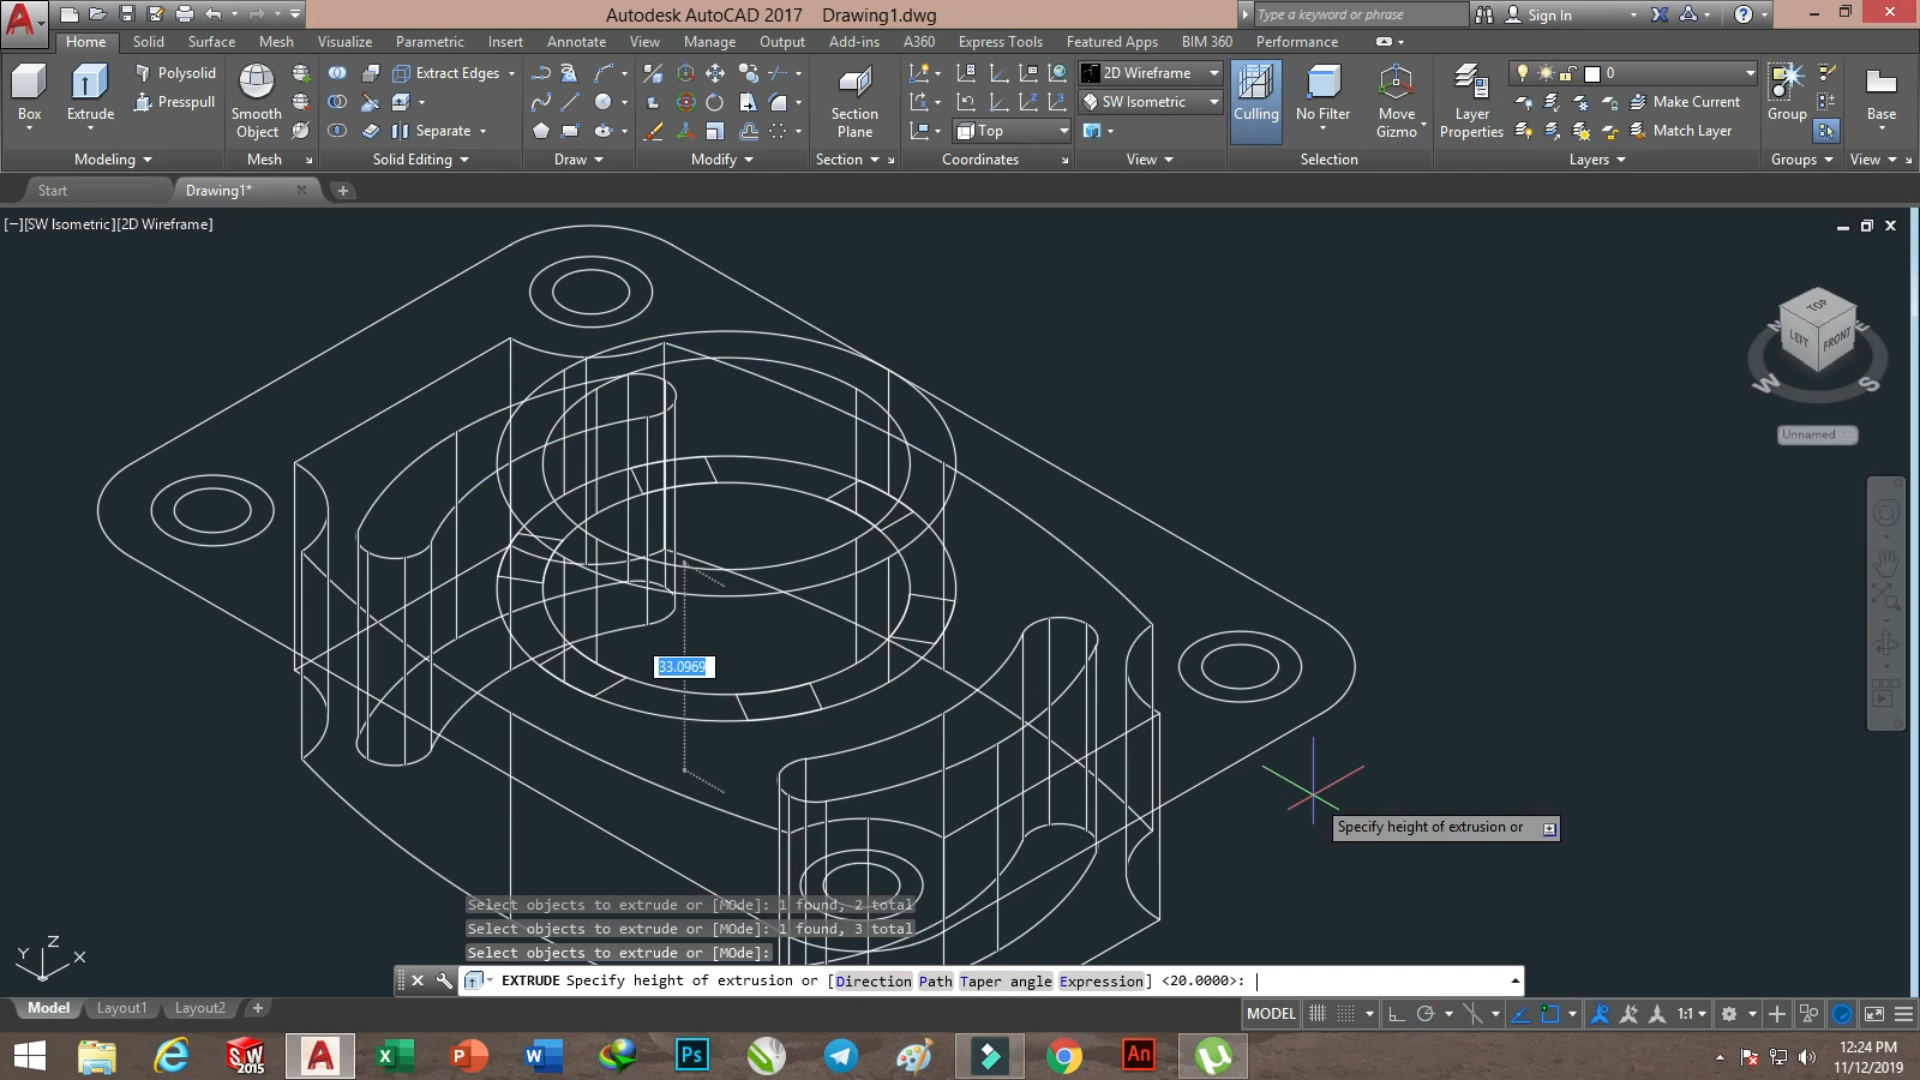 Autodesk AutoCAD 2017 Drawing1.dwg
Type a keyword or phrase
Sign In
Home Solid Surface Mesh Visualize Parametric Insert Annotate View Manage Output Add-ins A360 Express Tools Featured Apps BIM 360 Performance
Polysolid
Extract Edges
2D Wireframe
0
Presspull
SW Isometric
Make Current
Box
Extrude
Smooth Object
Separate
Section Plane
Top
Culling
No Filter
Move Gizmo
Layer Properties
Match Layer
Group
Base
Modeling
Mesh
Solid Editing
Draw
Modify
Section
Coordinates
View
Selection
Layers
Groups
View
Start
Drawing1*
[−][SW Isometric][2D Wireframe]
TOP
LEFT FRONT
N E
W S
Unnamed
33.0969
Specify height of extrusion or
Select objects to extrude or [MOde]: 1 found, 2 total
Select objects to extrude or [MOde]: 1 found, 3 total
Select objects to extrude or [MOde]:
Y Z X
EXTRUDE Specify height of extrusion or [Direction Path Taper angle Expression] <20.0000>:
Model Layout1 Layout2
MODEL
1:1
SW
2015
Ps
An
12:24 PM
11/12/2019